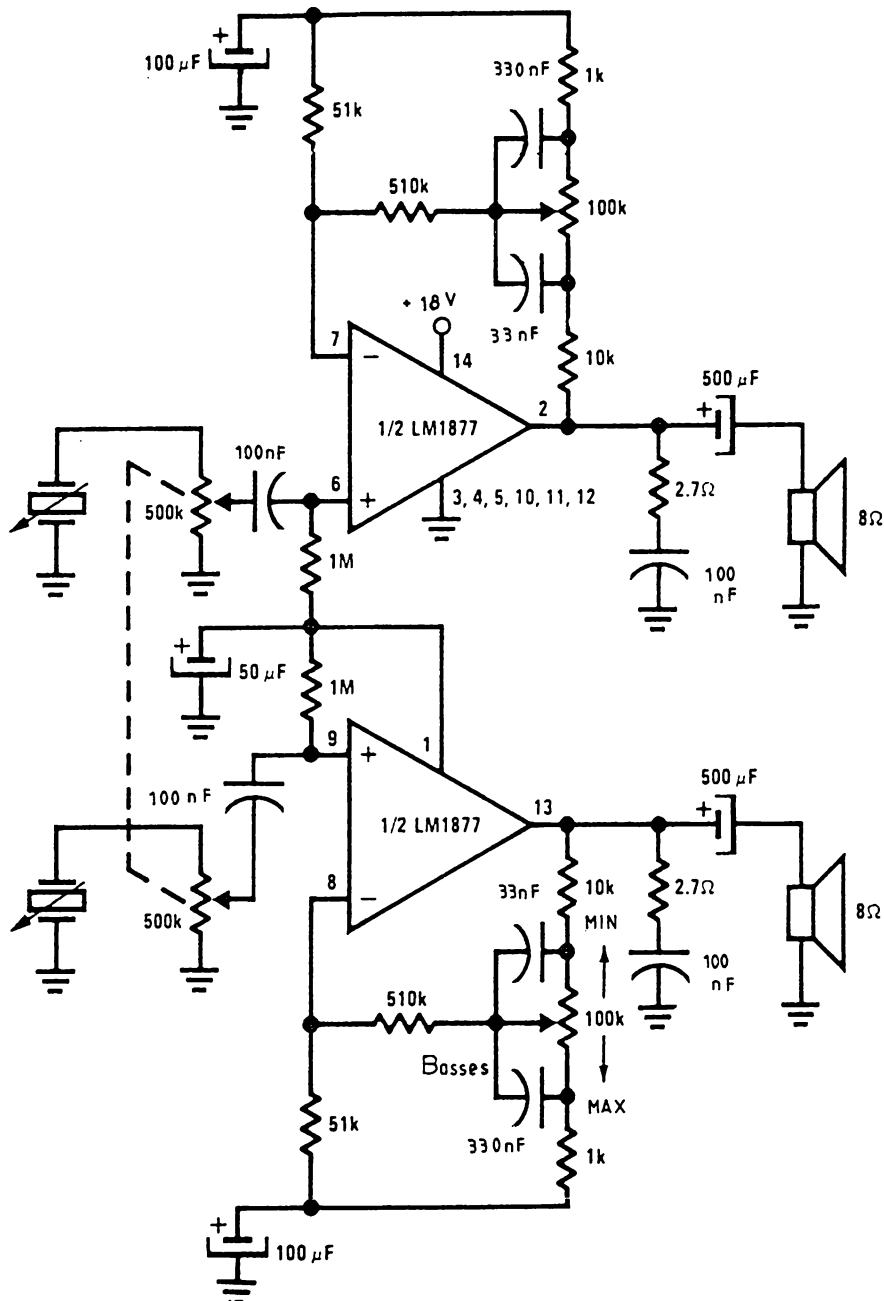 +
100 µF
51k
330 nF
1k
510k
100k
33nF
+ 18 V
7
−
14
10k
2
500 µF
+
1/2 LM1877
100nF
6
+
3, 4, 5, 10, 11, 12
2.7Ω
8Ω
500k
1M
100
nF
+
50 µF
1M
9
+
1
500 µF
+
100 nF
13
1/2 LM1877
8
−
33nF
10k
2.7Ω
MIN
8Ω
500k
100
nF
510k
100k
Basses
51k
MAX
330nF
1k
+
100 µF